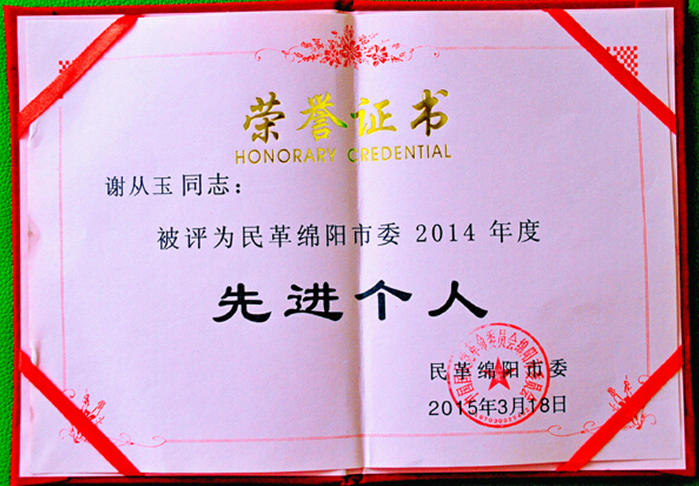 荣誉证书
HONORARY CREDENTIAL
谢从玉同志：
被评为民革绵阳市委 2014 年度
先进个人
民革绵阳市委
2015年3月18日